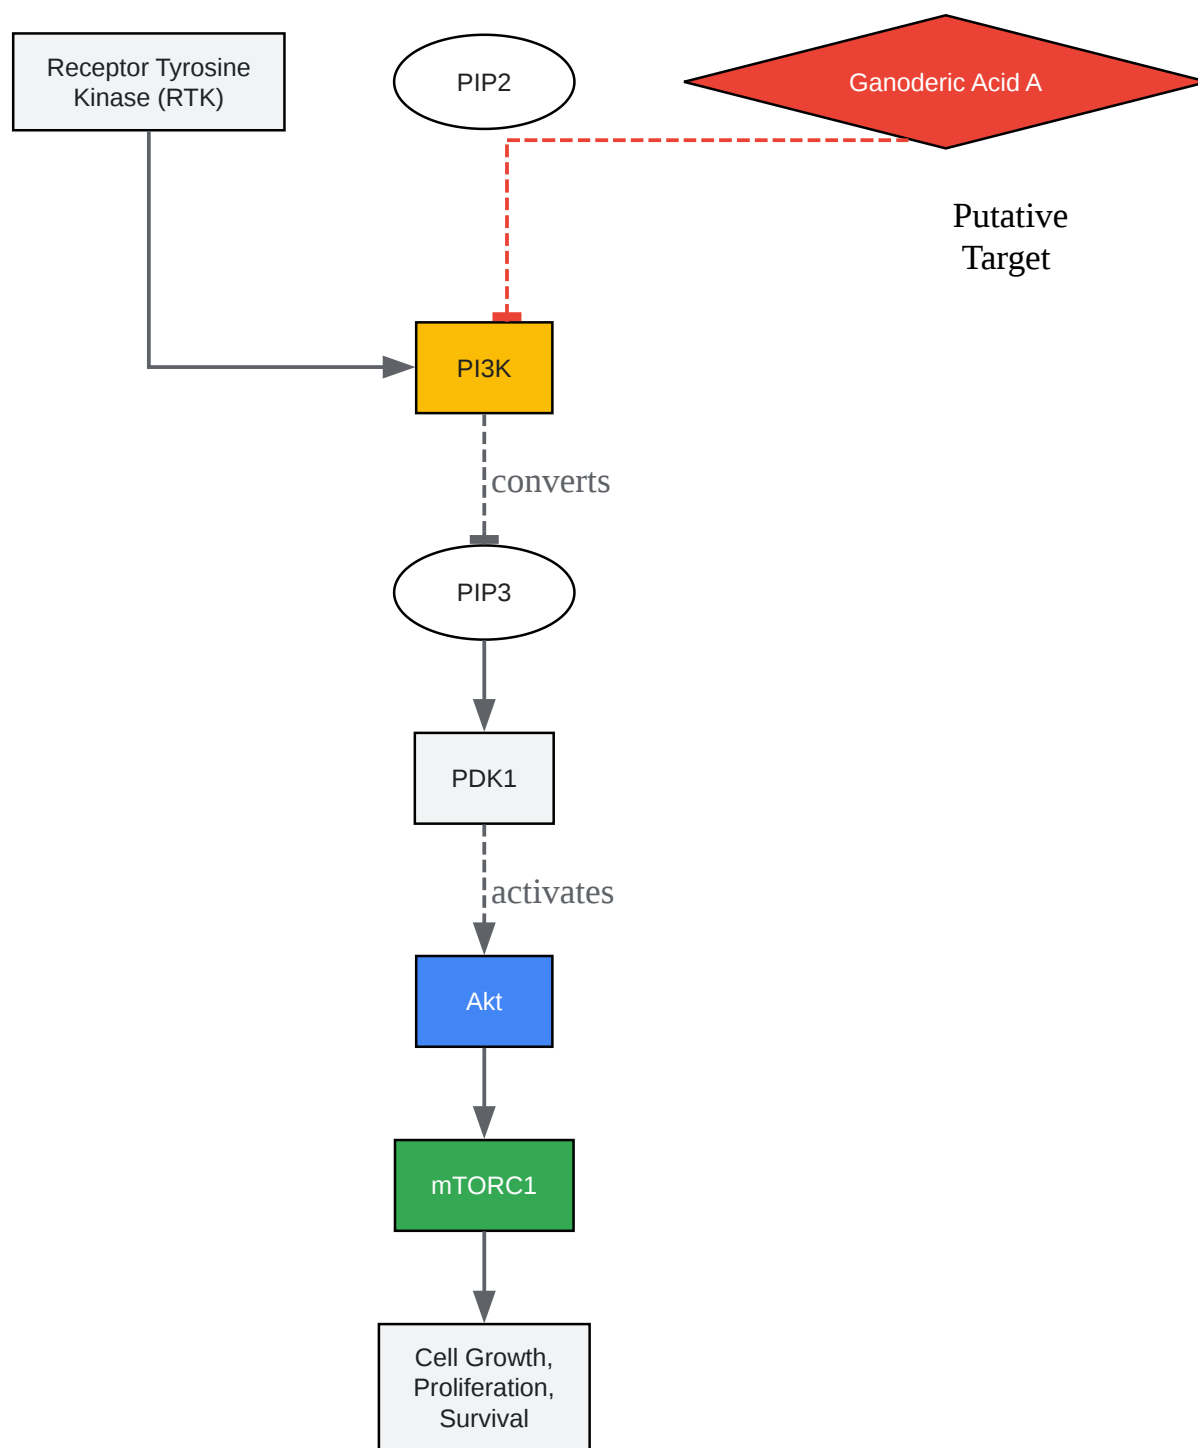 Receptor Tyrosine
Kinase (RTK)
PIP2
Ganoderic Acid A
Putative
Target
PI3K
converts
PIP3
PDK1
activates
Akt
mTORC1
Cell Growth,
Proliferation,
Survival